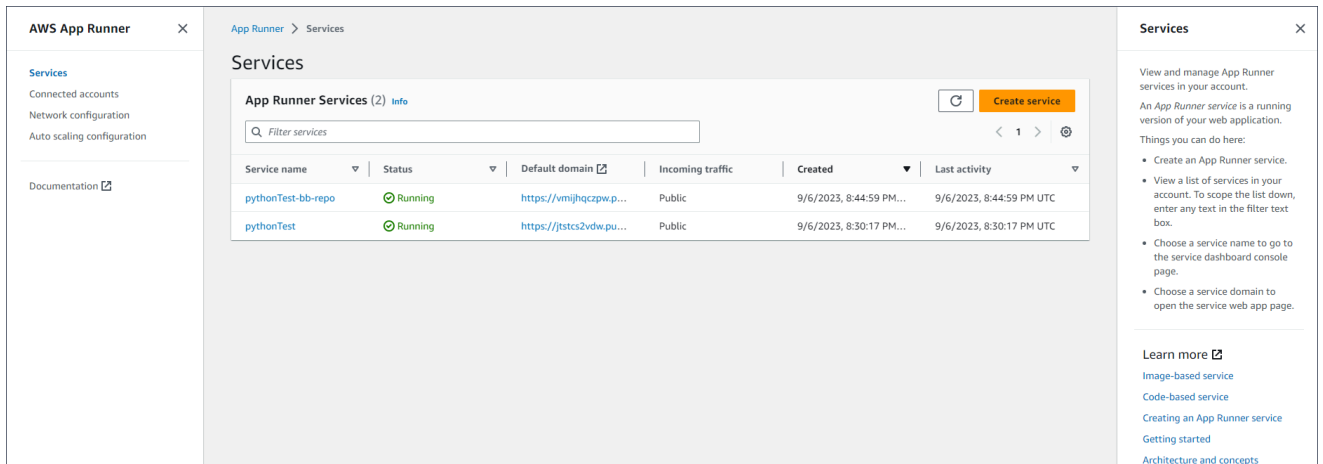 AWS App Runner
Services
Connected accounts
Network configuration
Auto scaling configuration
Documentation
App Runner > Services
Services
App Runner Services (2) Info
Create service
Filter services
< 1 >
Service name Status Default domain Incoming traffic Created Last activity
pythonTest-bb-repo Running https://vmijhqczpw.p... Public 9/6/2023, 8:44:59 PM... 9/6/2023, 8:44:59 PM UTC
pythonTest Running https://jtstcs2vdw.pu... Public 9/6/2023, 8:30:17 PM... 9/6/2023, 8:30:17 PM UTC
Services
View and manage App Runner
services in your account.
An App Runner service is a running
version of your web application.
Things you can do here:
• Create an App Runner service.
• View a list of services in your
account. To scope the list down,
enter any text in the filter text
box.
• Choose a service name to go to
the service dashboard console
page.
• Choose a service domain to
open the service web app page.
Learn more
Image-based service
Code-based service
Creating an App Runner service
Getting started
Architecture and concepts